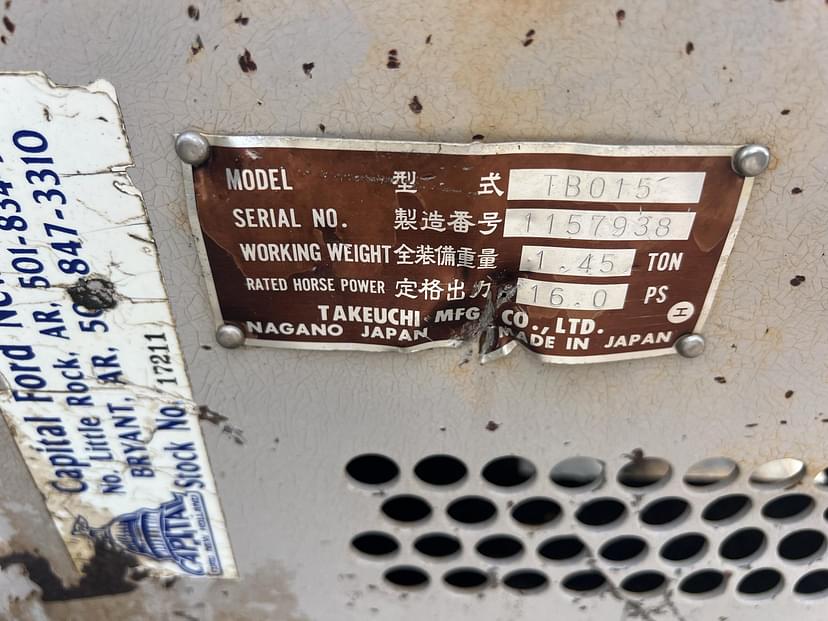 MODEL 型式 TB015
SERIAL NO. 製造番号 1157938
WORKING WEIGHT 全装備重量 1.45 TON
RATED HORSE POWER 定格出力 16.0 PS
TAKEUCHI MFG. CO., LTD.
NAGANO JAPAN MADE IN JAPAN
Capital Ford
No. Little Rock, AR. 501-834-
BRYANT, AR. 847-3310
Stock No. 17211
CAPITAL